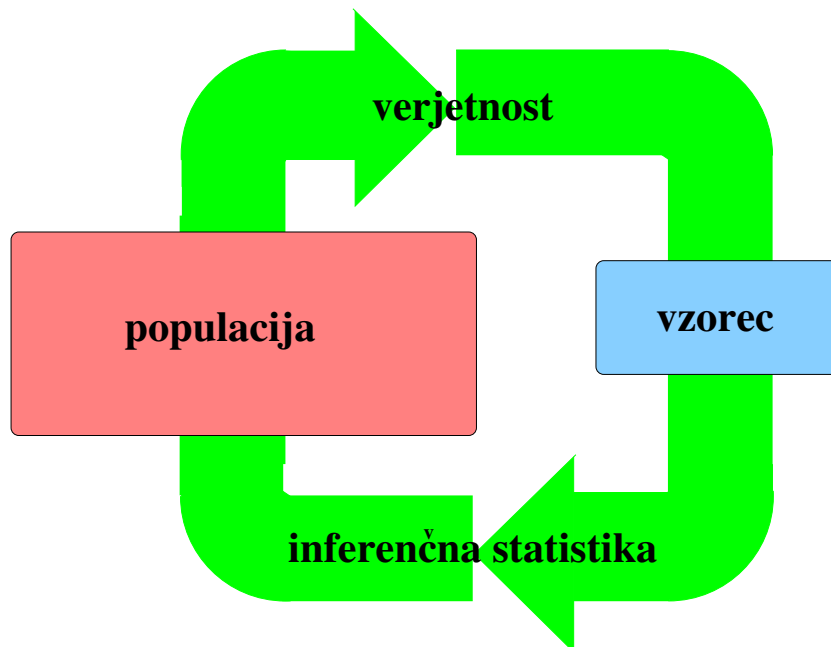 verjetnost
populacija
vzorec
inferenčna statistika